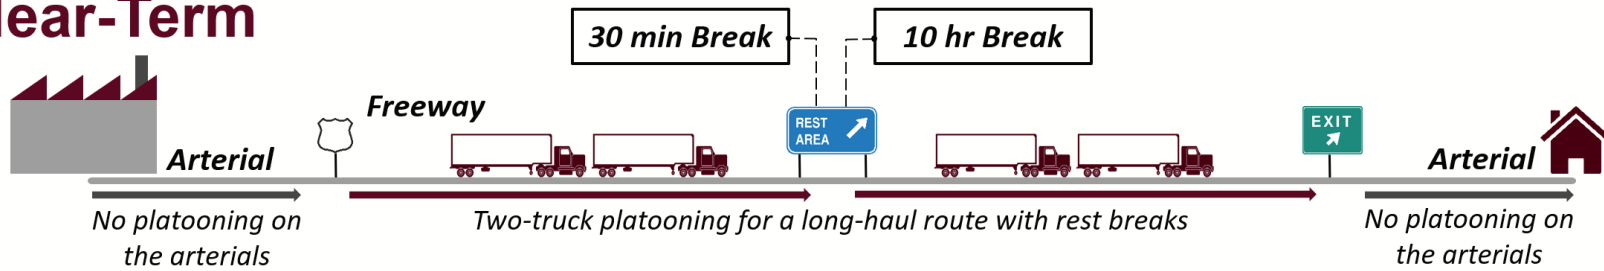 lear-Term
30 min Break
10 hr Break
Freeway
REST
AREA
EXIT
Arterial
Arterial
No platooning on
the arterials
Two-truck platooning for a long-haul route with rest breaks
No platooning on
the arterials